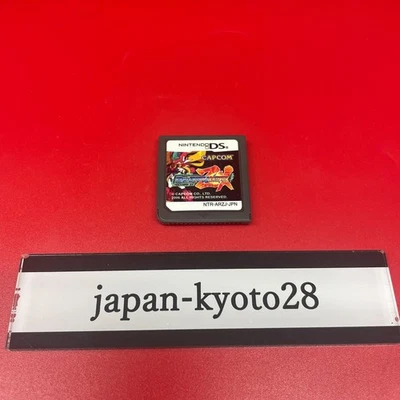 NINTENDO DS
CAPCOM
© CAPCOM CO., LTD.
2006 ALL RIGHTS RESERVED.
NTR-ARZJ-JPN
japan-kyoto28